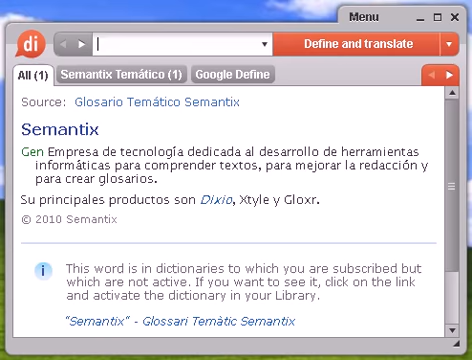 Menu
di
Define and translate
All (1)
Semantix Temático (1)
Google Define
Source: Glosario Temático Semantix
Semantix
Gen Empresa de tecnología dedicada al desarrollo de herramientas
informáticas para comprender textos, para mejorar la redacción y
para crear glosarios.
Su principales productos son Dixio, Xtyle y Gloxr.
© 2010 Semantix
i
This word is in dictionaries to which you are subscribed but
which are not active. If you want to see it, click on the link
and activate the dictionary in your Library.
"Semantix" - Glossari Temàtic Semantix